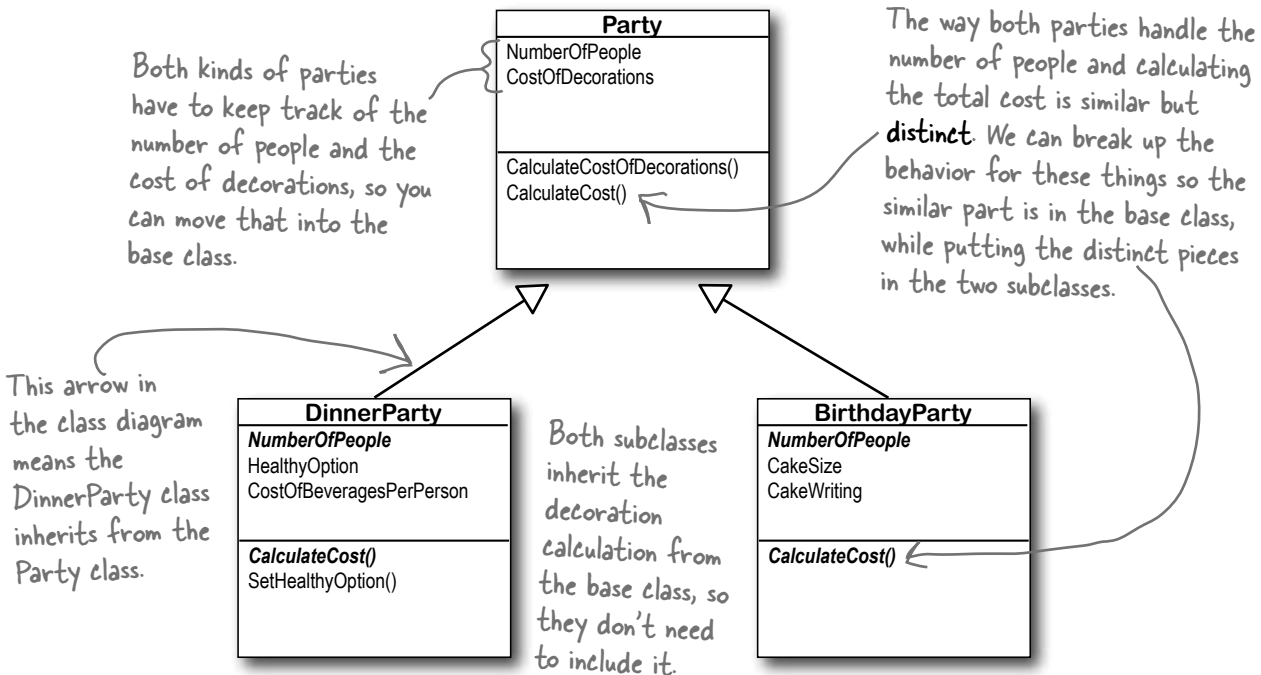 Party
NumberOfPeople
CostOfDecorations
CalculateCostOfDecorations()
CalculateCost()
Both kinds of parties
have to keep track of the
number of people and the
cost of decorations, so you
can move that into the
base class.
The way both parties handle the
number of people and calculating
the total cost is similar but
distinct. We can break up the
behavior for these things so the
similar part is in the base class,
while putting the distinct pieces
in the two subclasses.
This arrow in
the class diagram
means the
DinnerParty class
inherits from the
Party class.
DinnerParty
NumberOfPeople
HealthyOption
CostOfBeveragesPerPerson
CalculateCost()
SetHealthyOption()
Both subclasses
inherit the
decoration
calculation from
the base class, so
they don't need
to include it.
BirthdayParty
NumberOfPeople
CakeSize
CakeWriting
CalculateCost()